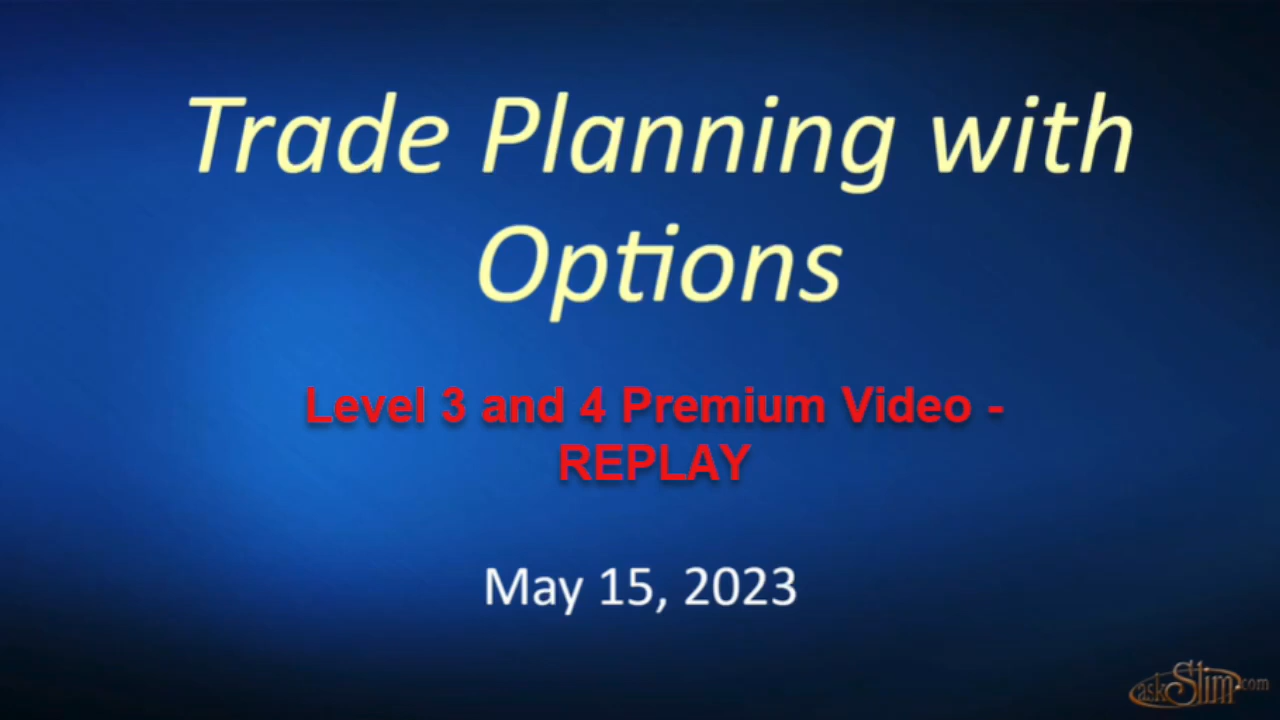 Trade Planning with
Options
Level 3 and 4 Premium Video -
REPLAY
May 15, 2023
askSlim.com